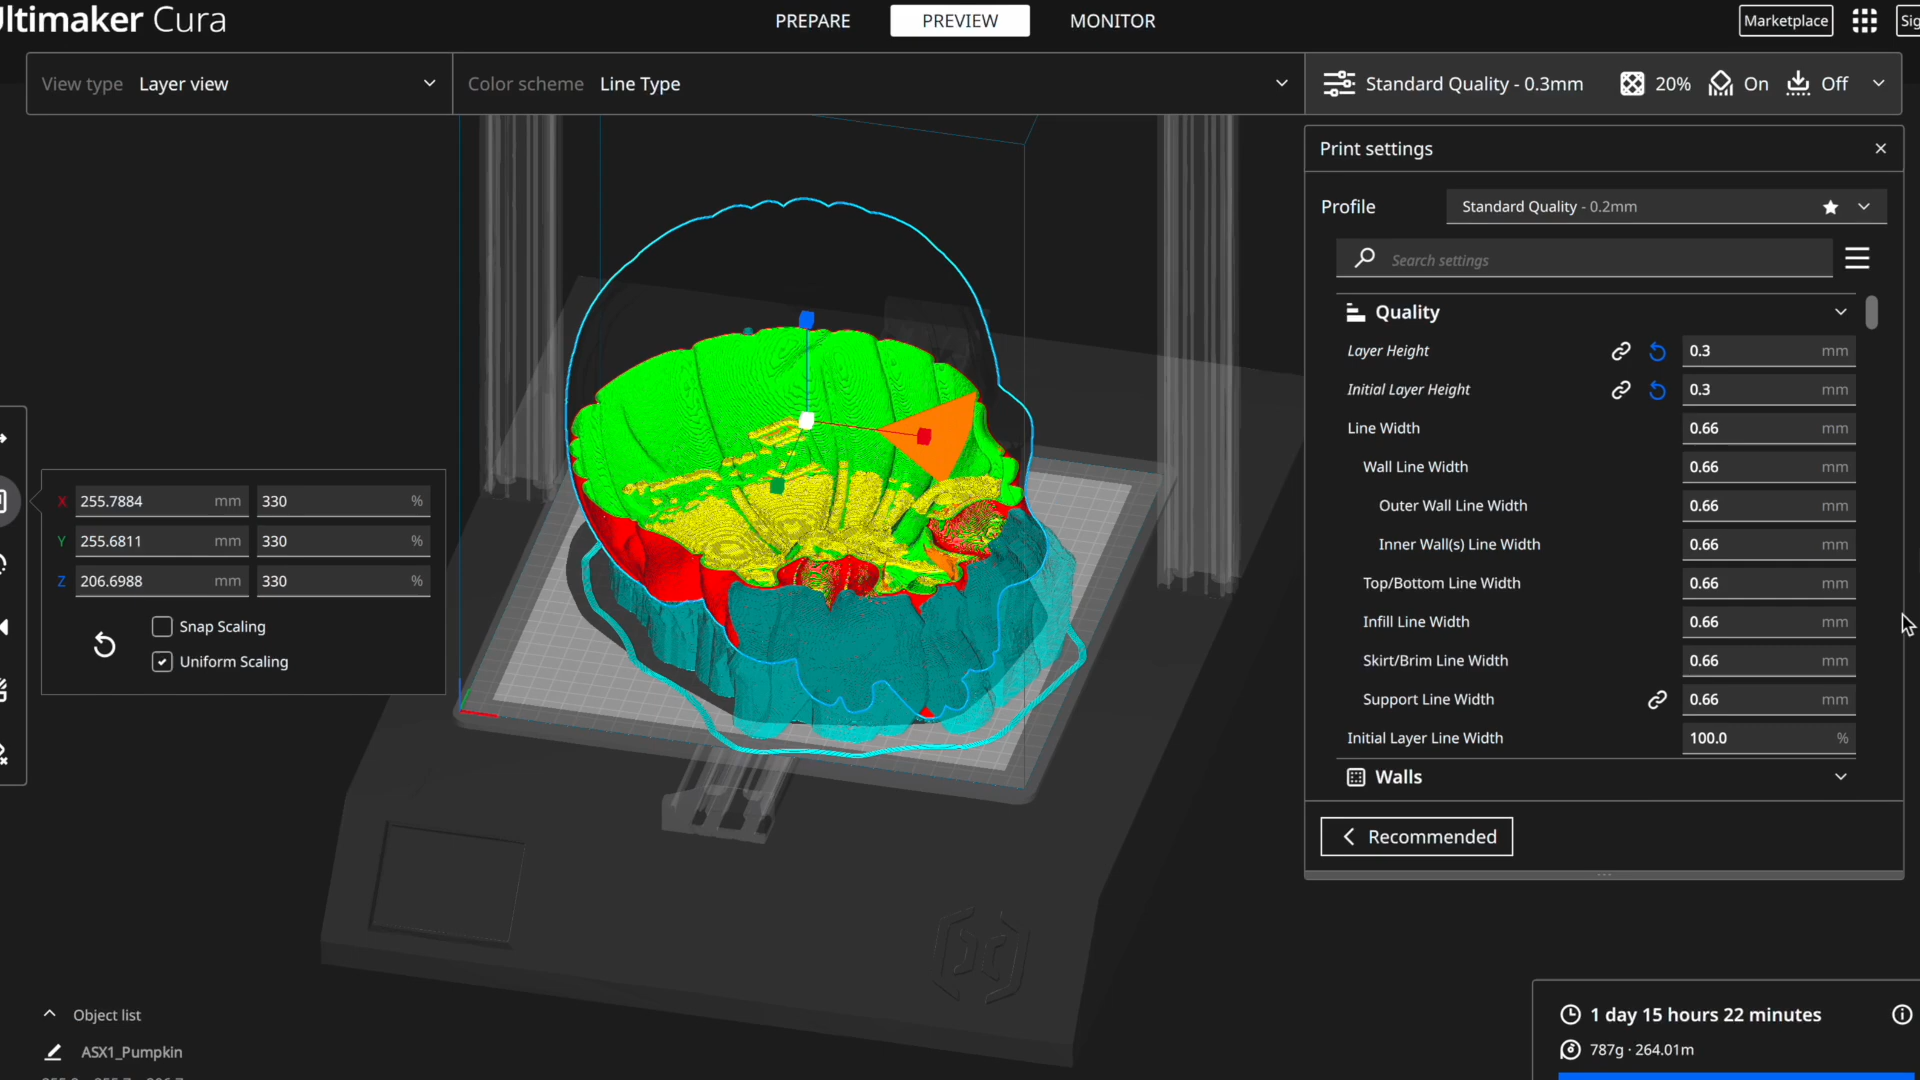 Ultimaker Cura
PREPARE
PREVIEW
MONITOR
Marketplace
Sig
View type Layer view
Color scheme Line Type
Standard Quality - 0.3mm 20% On Off
Print settings
Profile Standard Quality - 0.2mm
Search settings
Quality
Layer Height 0.3 mm
Initial Layer Height 0.3 mm
Line Width 0.66 mm
Wall Line Width 0.66 mm
Outer Wall Line Width 0.66 mm
Inner Wall(s) Line Width 0.66 mm
Top/Bottom Line Width 0.66 mm
Infill Line Width 0.66 mm
Skirt/Brim Line Width 0.66 mm
Support Line Width 0.66 mm
Initial Layer Line Width 100.0 %
Walls
Recommended
X 255.7884 mm 330 %
Y 255.6811 mm 330 %
Z 206.6988 mm 330 %
Snap Scaling
Uniform Scaling
Object list
ASX1_Pumpkin
1 day 15 hours 22 minutes
787g · 264.01m